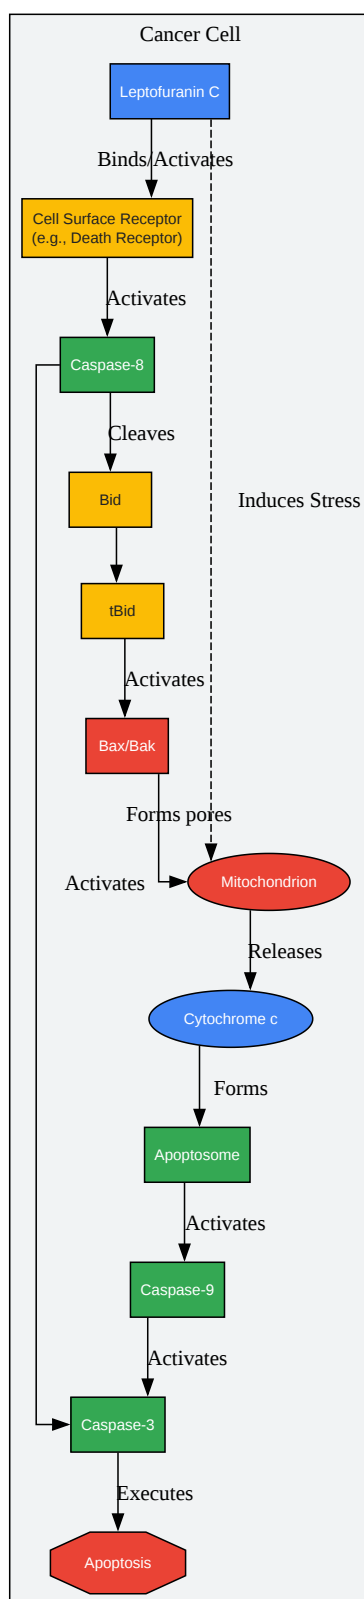 Cancer Cell
Leptofuranin C
Binds/Activates
Cell Surface Receptor
(e.g., Death Receptor)
Activates
Caspase-8
Cleaves
Bid
Induces Stress
tBid
Activates
Bax/Bak
Forms pores
Activates
Mitochondrion
Releases
Cytochrome c
Forms
Apoptosome
Activates
Caspase-9
Activates
Caspase-3
Executes
Apoptosis